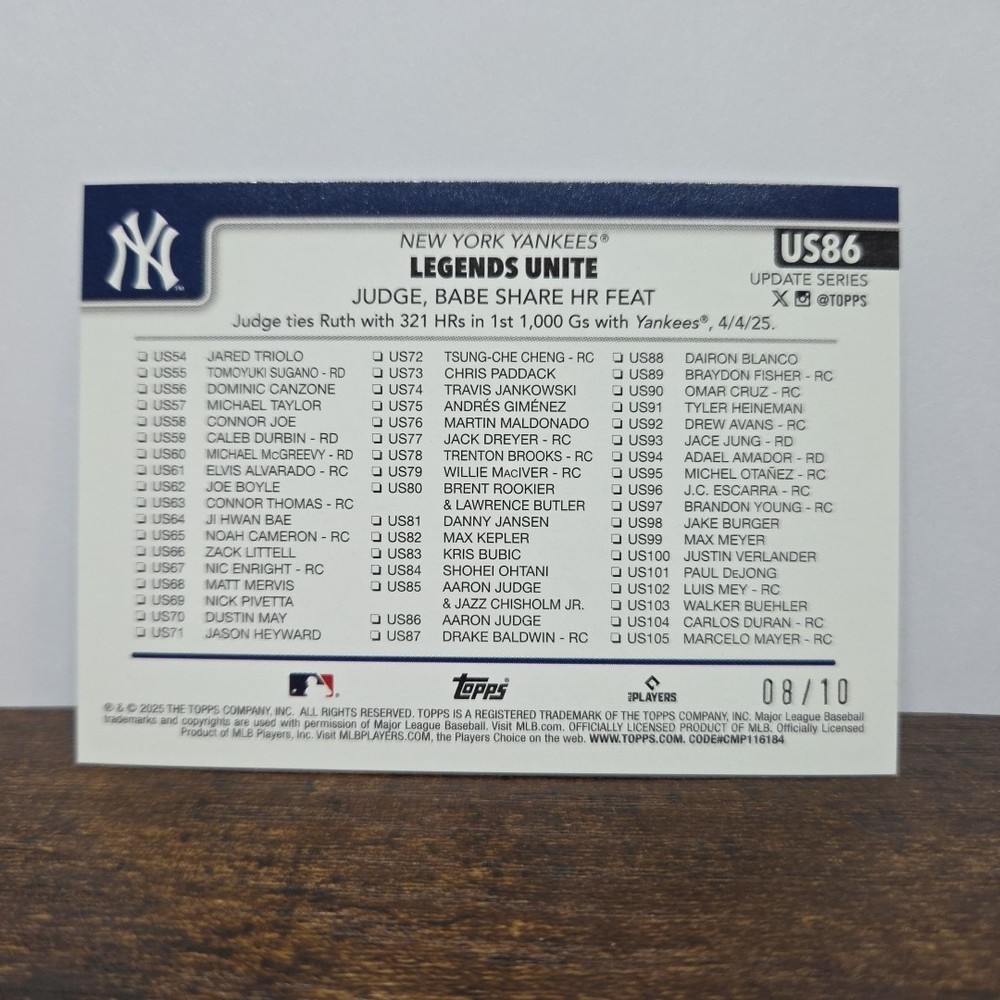 NY
TM
NEW YORK YANKEES®
LEGENDS UNITE
JUDGE, BABE SHARE HR FEAT
Judge ties Ruth with 321 HRs in 1st 1,000 Gs with Yankees®, 4/4/25.
US86
UPDATE SERIES
X @TOPPS
US54 JARED TRIOLO
US55 TOMOYUKI SUGANO - RD
US56 DOMINIC CANZONE
US57 MICHAEL TAYLOR
US58 CONNOR JOE
US59 CALEB DURBIN - RD
US60 MICHAEL McGREEVY - RD
US61 ELVIS ALVARADO - RC
US62 JOE BOYLE
US63 CONNOR THOMAS - RC
US64 JI HWAN BAE
US65 NOAH CAMERON - RC
US66 ZACK LITTELL
US67 NIC ENRIGHT - RC
US68 MATT MERVIS
US69 NICK PIVETTA
US70 DUSTIN MAY
US71 JASON HEYWARD
US72 TSUNG-CHE CHENG - RC
US73 CHRIS PADDACK
US74 TRAVIS JANKOWSKI
US75 ANDRÉS GIMÉNEZ
US76 MARTIN MALDONADO
US77 JACK DREYER - RC
US78 TRENTON BROOKS - RC
US79 WILLIE MacIVER - RC
US80 BRENT ROOKIER
& LAWRENCE BUTLER
US81 DANNY JANSEN
US82 MAX KEPLER
US83 KRIS BUBIC
US84 SHOHEI OHTANI
US85 AARON JUDGE
& JAZZ CHISHOLM JR.
US86 AARON JUDGE
US87 DRAKE BALDWIN - RC
US88 DAIRON BLANCO
US89 BRAYDON FISHER - RC
US90 OMAR CRUZ - RC
US91 TYLER HEINEMAN
US92 DREW AVANS - RC
US93 JACE JUNG - RD
US94 ADAEL AMADOR - RD
US95 MICHEL OTAÑEZ - RC
US96 J.C. ESCARRA - RC
US97 BRANDON YOUNG - RC
US98 JAKE BURGER
US99 MAX MEYER
US100 JUSTIN VERLANDER
US101 PAUL DeJONG
US102 LUIS MEY - RC
US103 WALKER BUEHLER
US104 CARLOS DURAN - RC
US105 MARCELO MAYER - RC
Topps®
MLB PLAYERS
08/10
® & © 2025 THE TOPPS COMPANY, INC. ALL RIGHTS RESERVED. TOPPS IS A REGISTERED TRADEMARK OF THE TOPPS COMPANY, INC. Major League Baseball
trademarks and copyrights are used with permission of Major League Baseball. Visit MLB.com. OFFICIALLY LICENSED PRODUCT OF MLB. Officially Licensed
Product of MLB Players, Inc. Visit MLBPLAYERS.COM, the Players Choice on the web. WWW.TOPPS.COM. CODE#CMP116184